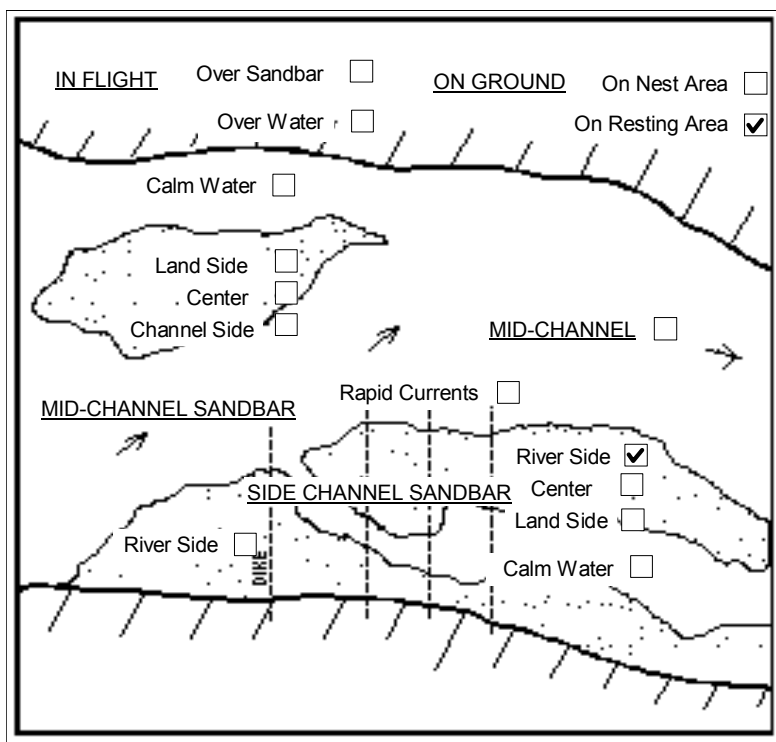 IN FLIGHT
Over Sandbar
ON GROUND
On Nest Area
Over Water
On Resting Area
Calm Water
Land Side
Center
Channel Side
MID-CHANNEL
Rapid Currents
MID-CHANNEL SANDBAR
River Side
SIDE CHANNEL SANDBAR
Center
Land Side
River Side
DIKE
Calm Water